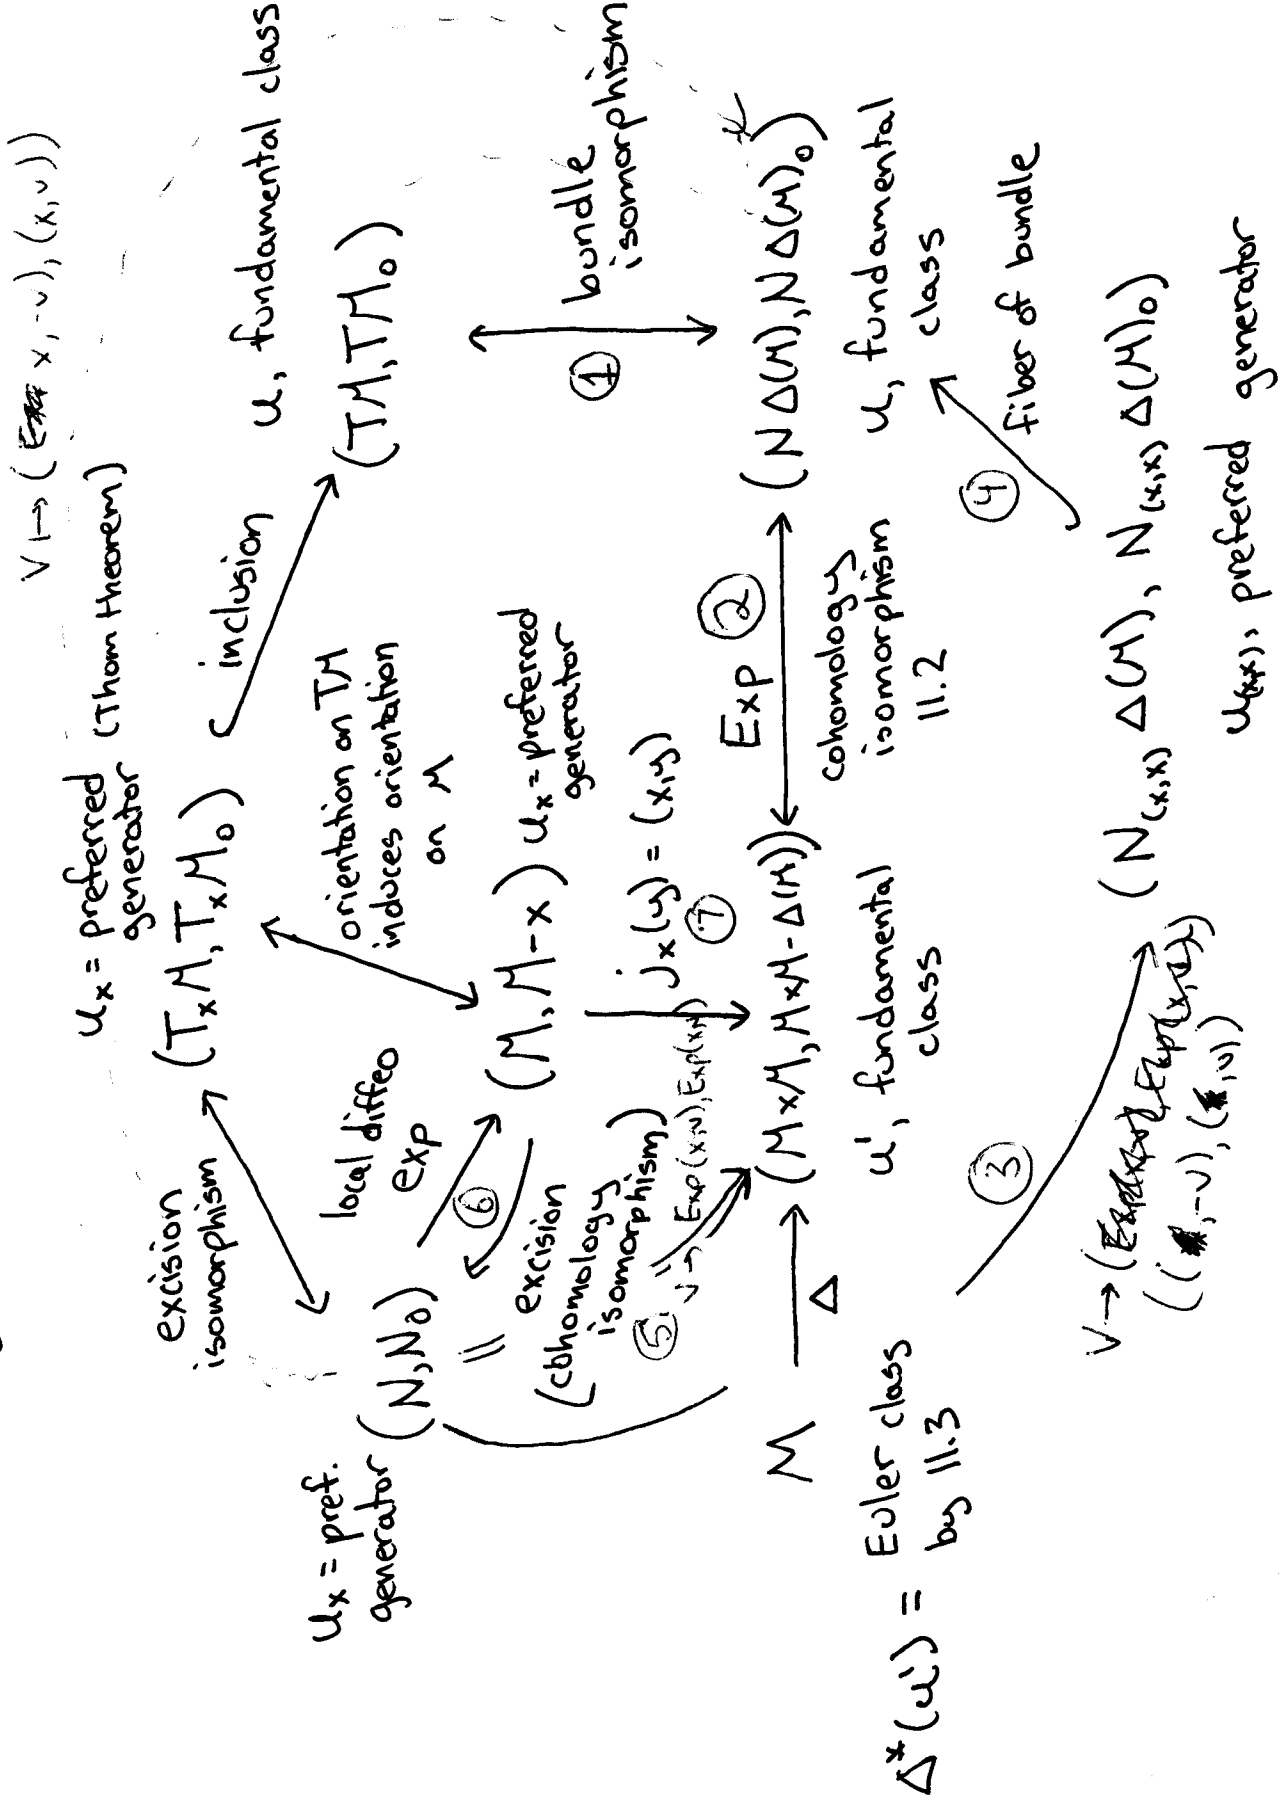 V ↦ (x, -v), (x, v))
u_x = preferred
generator (Thom theorem)
(T_xM, T_xM_0)
inclusion
u, fundamental class
(TM, TM_0)
excision
isomorphism
orientation on TM
induces orientation
on M
① bundle
isomorphism
u_x = pref.
generator
(N, N_0)
local diffeo
exp
⑥
=
excision
(cohomology
isomorphism)
(M, M-x) u_x = preferred
generator
j_x(y) = (x,y)
⑦
⑤ v → Exp(x,v), Exp(x,
M
Δ
(M×M, M×M-Δ(M))
u', fundamental
class
Exp ②
cohomology
isomorphism
11.2
(NΔ(M), NΔ(M)_0)
u, fundamental
class
Δ*(u') = Euler class
by 11.3
③
V → (
((, -v), (, v))
④ fiber of bundle
(N_(x,x) Δ(M), N_(x,x) Δ(M)_0)
u_(x,x), preferred generator